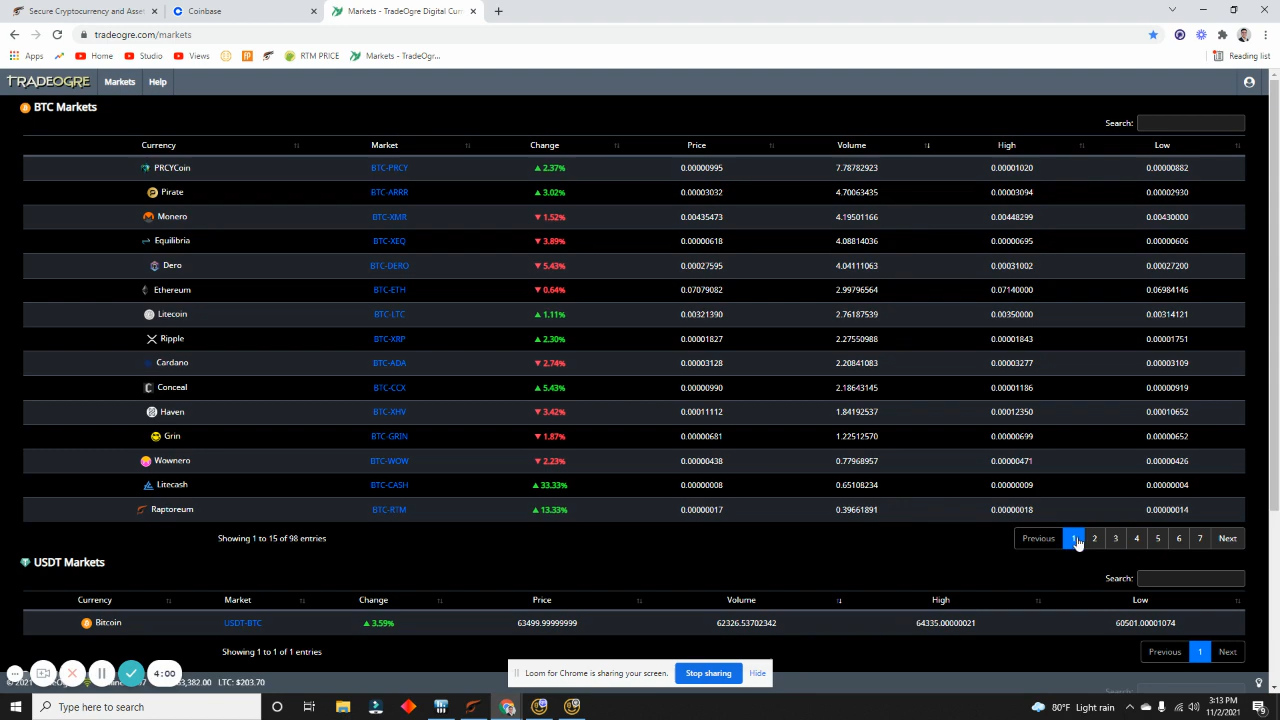 Secure Cryptocurrency and Asset
Coinbase
Markets - TradeOgre Digital Curr
tradeogre.com/markets
Apps
Home
Studio
Views
RTM PRICE
Markets - TradeOgr...
Reading list
TRADEOGRE Markets Help
BTC Markets
Search:
Currency Market Change Price Volume High Low
PRCYCoin BTC-PRCY ▲ 2.37% 0.00000995 7.78782923 0.00001020 0.00000882
Pirate BTC-ARRR ▲ 3.02% 0.00003032 4.70063435 0.00003094 0.00002930
Monero BTC-XMR ▼ 1.52% 0.00435473 4.19501166 0.00448299 0.00430000
Equilibria BTC-XEQ ▼ 3.89% 0.00000618 4.08814036 0.00000695 0.00000606
Dero BTC-DERO ▼ 5.43% 0.00027595 4.04111063 0.00031002 0.00027200
Ethereum BTC-ETH ▼ 0.64% 0.07079082 2.99796564 0.07140000 0.06984146
Litecoin BTC-LTC ▲ 1.11% 0.00321390 2.76187539 0.00350000 0.00314121
Ripple BTC-XRP ▲ 2.30% 0.00001827 2.27550988 0.00001843 0.00001751
Cardano BTC-ADA ▼ 2.74% 0.00003128 2.20841083 0.00003277 0.00003109
Conceal BTC-CCX ▲ 5.43% 0.00000990 2.18643145 0.00001186 0.00000919
Haven BTC-XHV ▼ 3.42% 0.00011112 1.84192537 0.00012350 0.00010652
Grin BTC-GRIN ▼ 1.87% 0.00000681 1.22512570 0.00000699 0.00000652
Wownero BTC-WOW ▼ 2.23% 0.00000438 0.77968957 0.00000471 0.00000426
Litecash BTC-CASH ▲ 33.33% 0.00000008 0.65108234 0.00000009 0.00000004
Raptoreum BTC-RTM ▲ 13.33% 0.00000017 0.39661891 0.00000018 0.00000014
Showing 1 to 15 of 98 entries
Previous 1 2 3 4 5 6 7 Next
USDT Markets
Search:
Currency Market Change Price Volume High Low
Bitcoin USDT-BTC ▲ 3.59% 63499.99999999 62326.53702342 64335.00000021 60501.00001074
Showing 1 to 1 of 1 entries
Previous 1 Next
4:00
3,382.00 LTC: $203.70
Loom for Chrome is sharing your screen. Stop sharing Hide
Type here to search
80°F Light rain
3:13 PM
11/2/2021